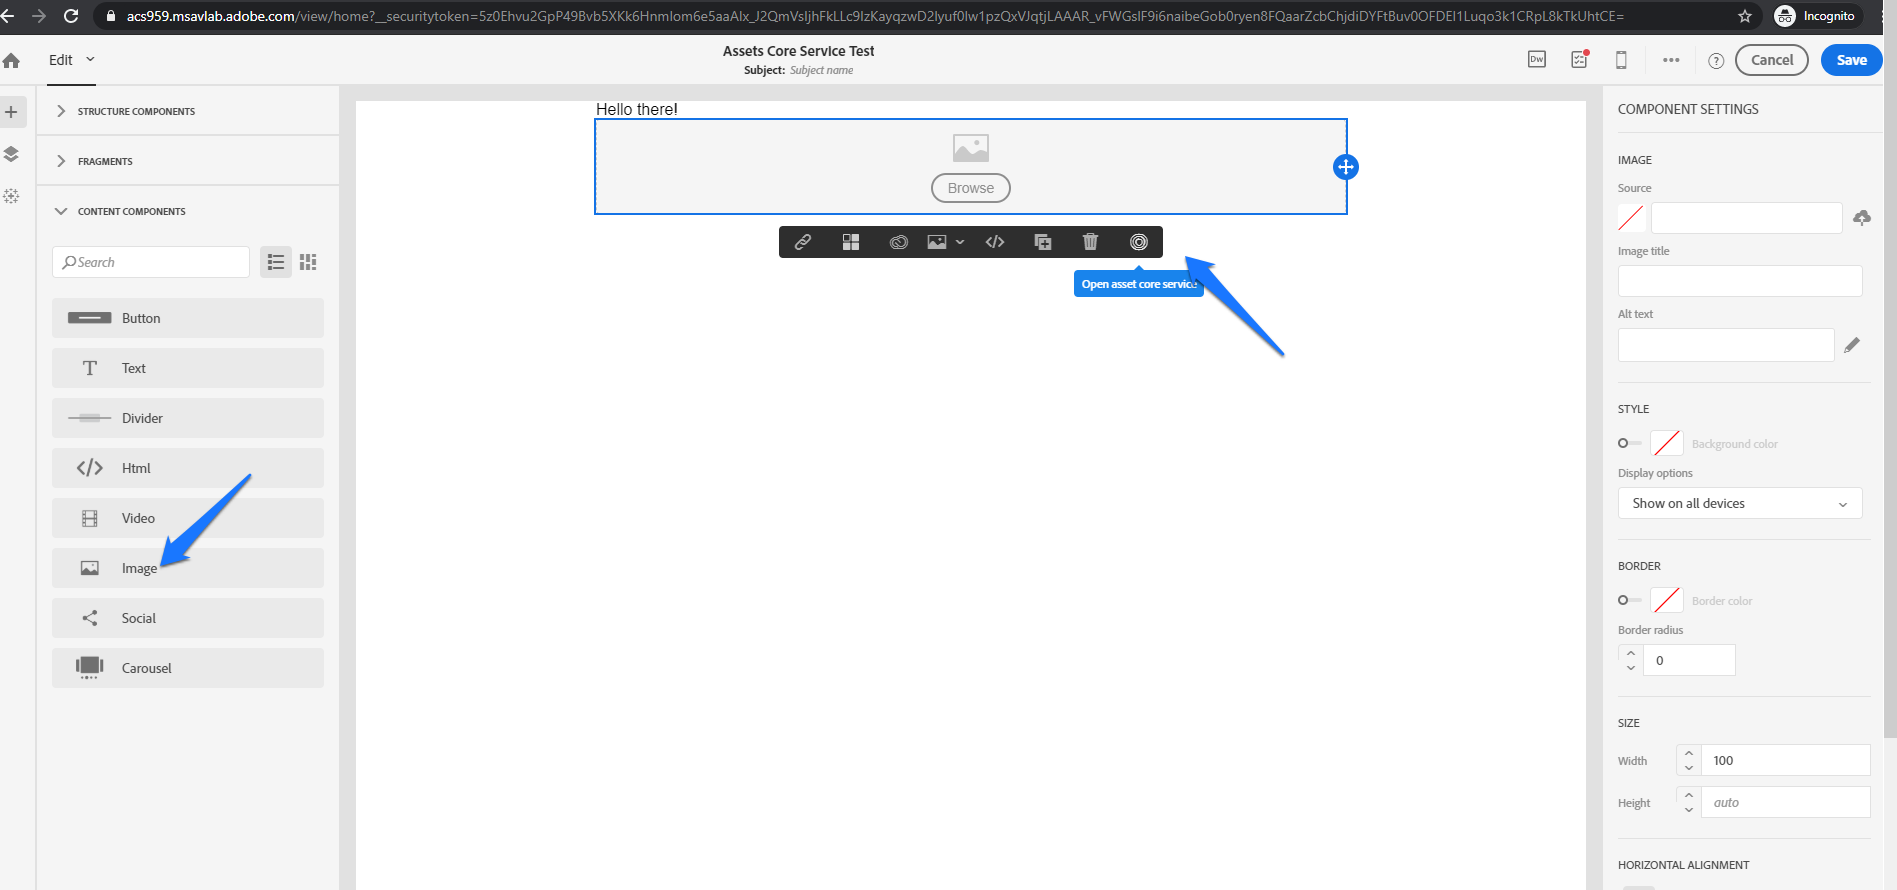 acs959.msavlab.adobe.com/view/home?__securitytoken=5z0Ehvu2GpP49Bvb5XKk6HnmIom6e5aaAIx_J2QmVsIjhFkLLc9IzKayqzwD2Iyuf0Iw1pzQxVJqtjLAAAR_vFWGsIF9i6naibeGob0ryen8FQaarZcbChjdiDYFtBuv0OFDEI1Luqo3k1CRpL8kTkUhtCE=
Incognito
Edit
Assets Core Service Test
Subject: Subject name
Dw
Cancel
Save
STRUCTURE COMPONENTS
FRAGMENTS
CONTENT COMPONENTS
Search
Button
Text
Divider
Html
Video
Image
Social
Carousel
Hello there!
Browse
Open asset core service
COMPONENT SETTINGS
IMAGE
Source
Image title
Alt text
STYLE
Background color
Display options
Show on all devices
BORDER
Border color
Border radius
0
SIZE
Width
100
Height
auto
HORIZONTAL ALIGNMENT